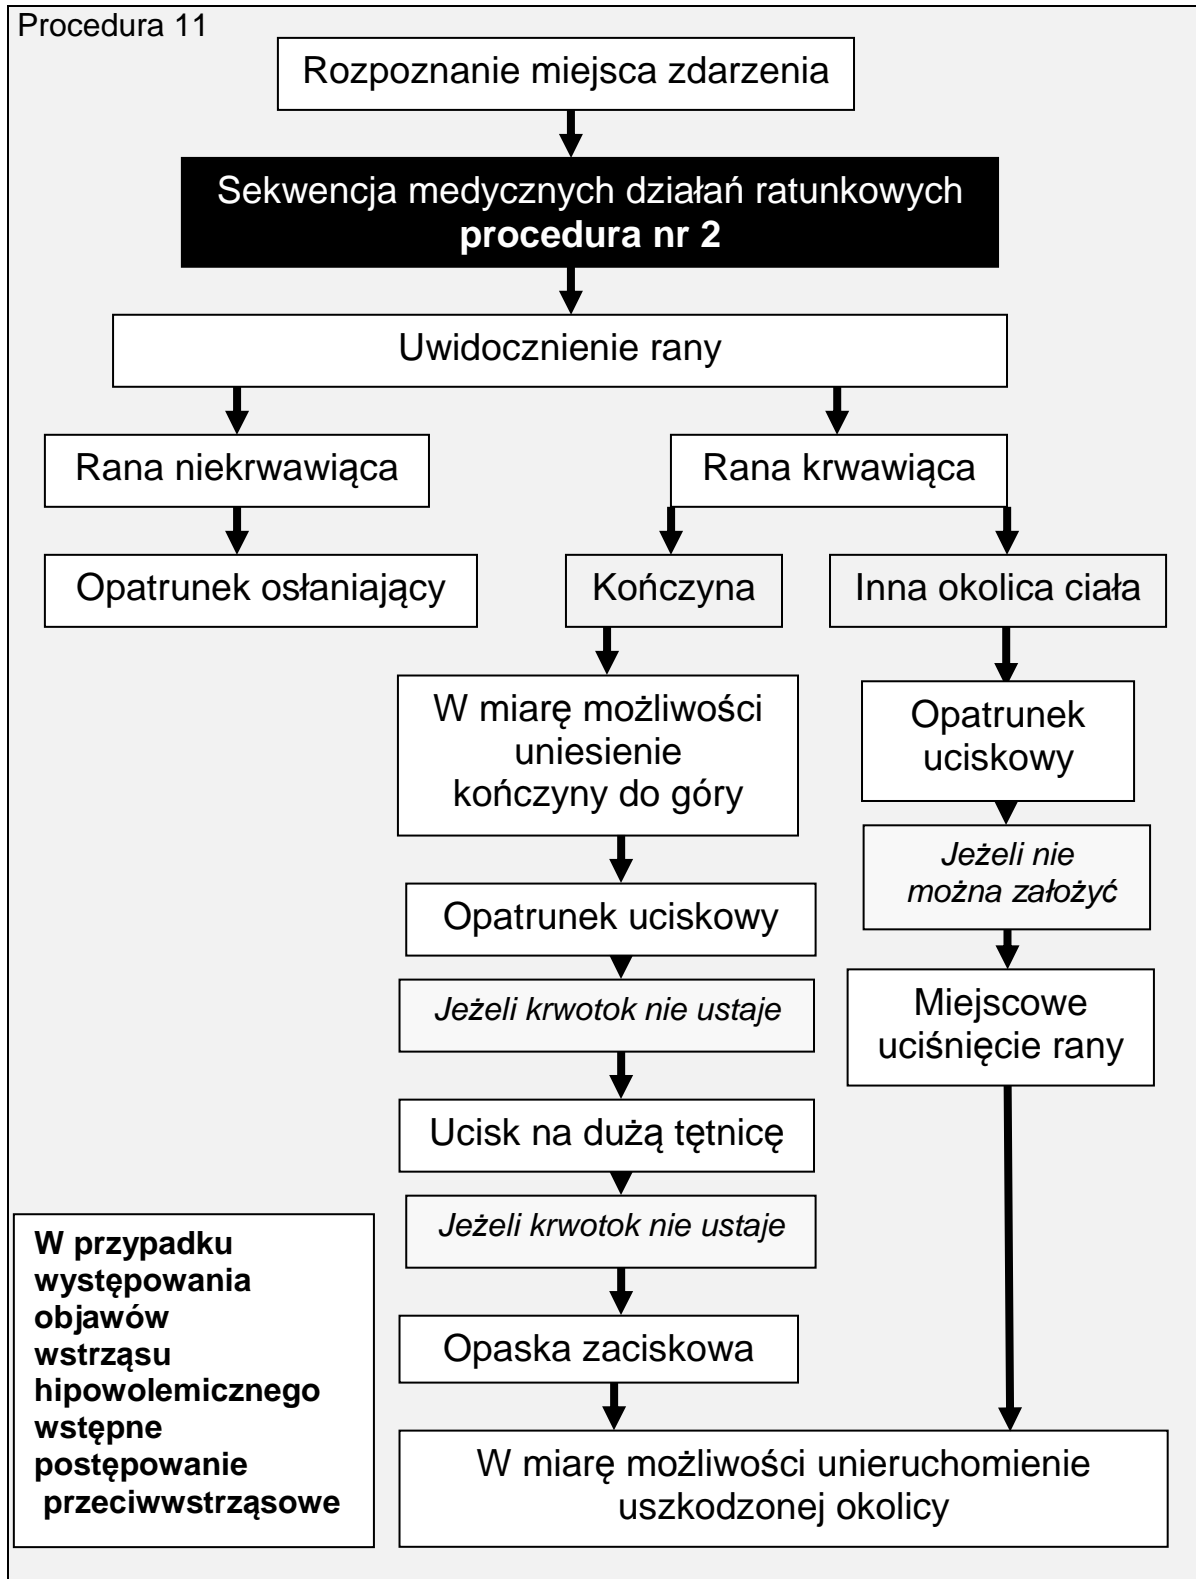 Procedura 11
Rozpoznanie miejsca zdarzenia
Sekwencja medycznych działań ratunkowych
procedura nr 2
Uwidocznienie rany
Rana niekrwawiąca
Rana krwawiąca
Opatrunek osłaniający
Kończyna
Inna okolica ciała
W miarę możliwości
uniesienie
kończyny do góry
Opatrunek
uciskowy
Jeżeli nie
można założyć
Opatrunek uciskowy
Jeżeli krwotok nie ustaje
Miejscowe
uciśnięcie rany
Ucisk na dużą tętnicę
Jeżeli krwotok nie ustaje
Opaska zaciskowa
W przypadku
występowania
objawów
wstrząsu
hipowolemicznego
wstępne
postępowanie
przeciwwstrząsowe
W miarę możliwości unieruchomienie
uszkodzonej okolicy